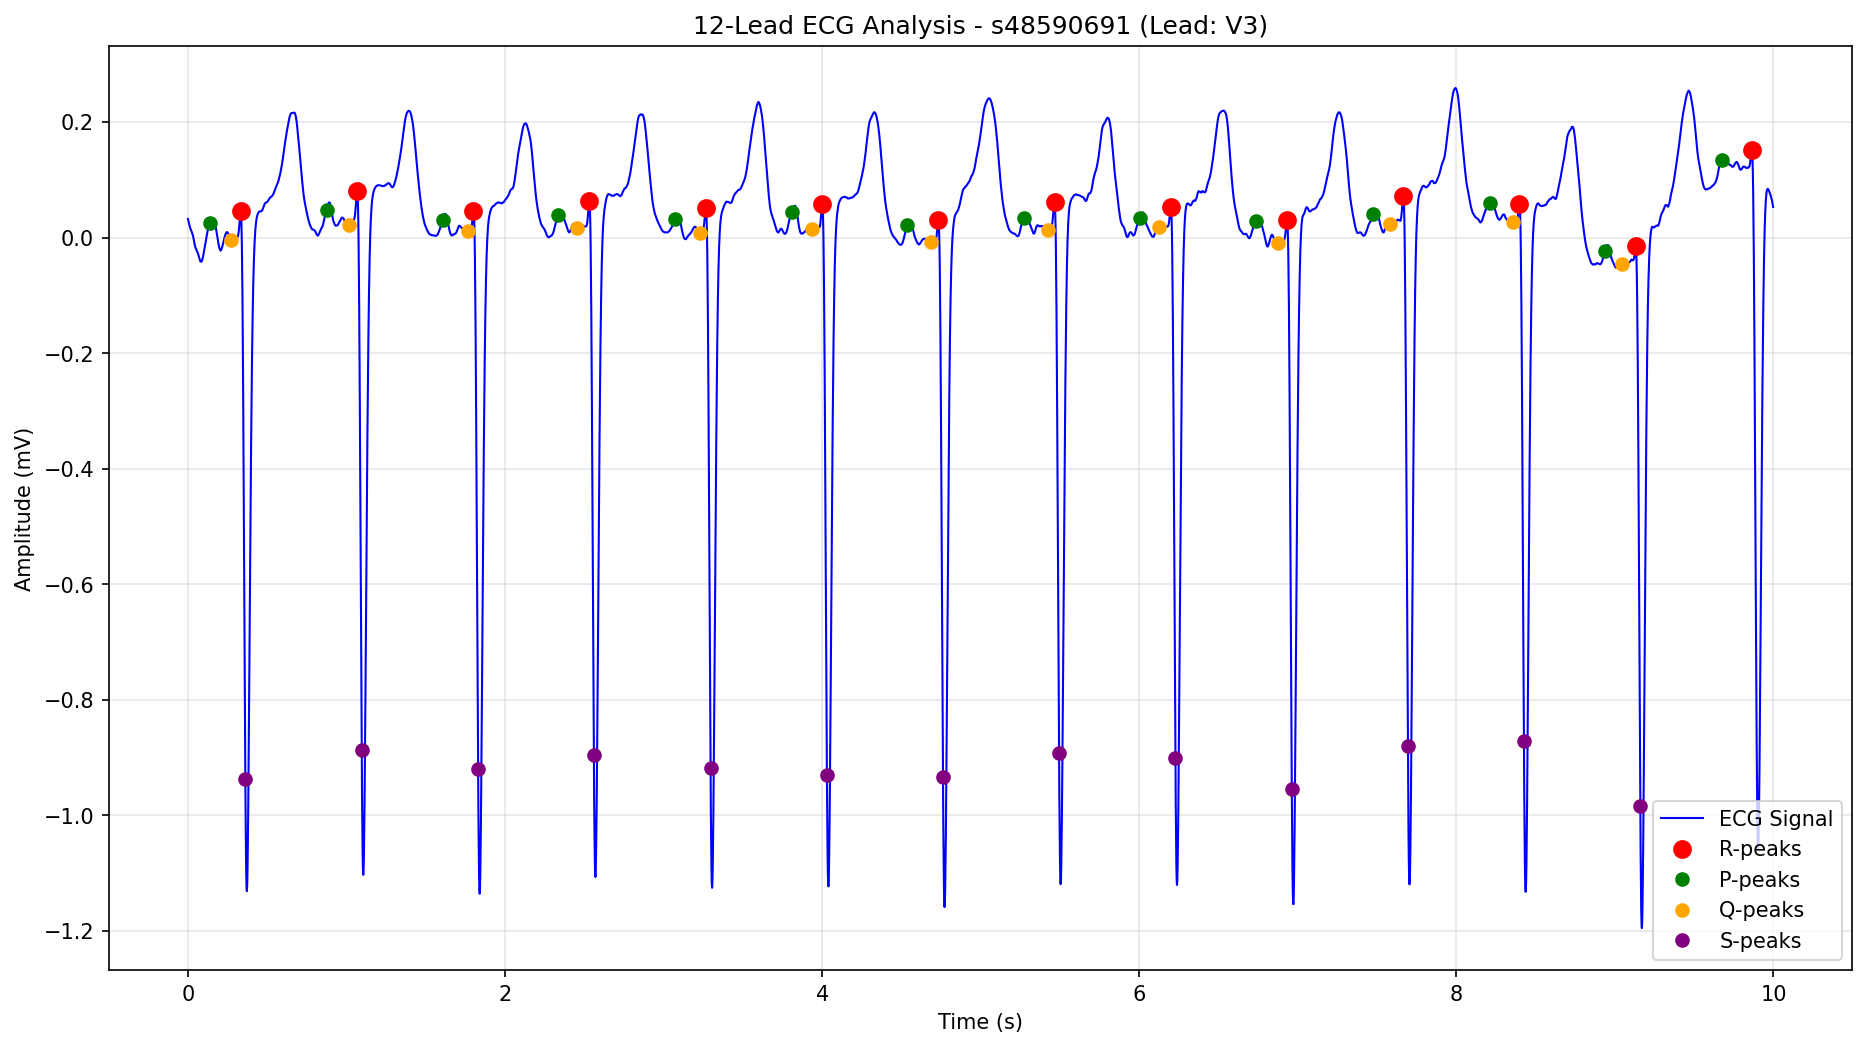 12-Lead ECG Analysis - s48590691 (Lead: V3)
Amplitude (mV)
0.2
0.0
−0.2
−0.4
−0.6
−0.8
−1.0
−1.2
0 2 4 6 8 10
Time (s)
ECG Signal
R-peaks
P-peaks
Q-peaks
S-peaks